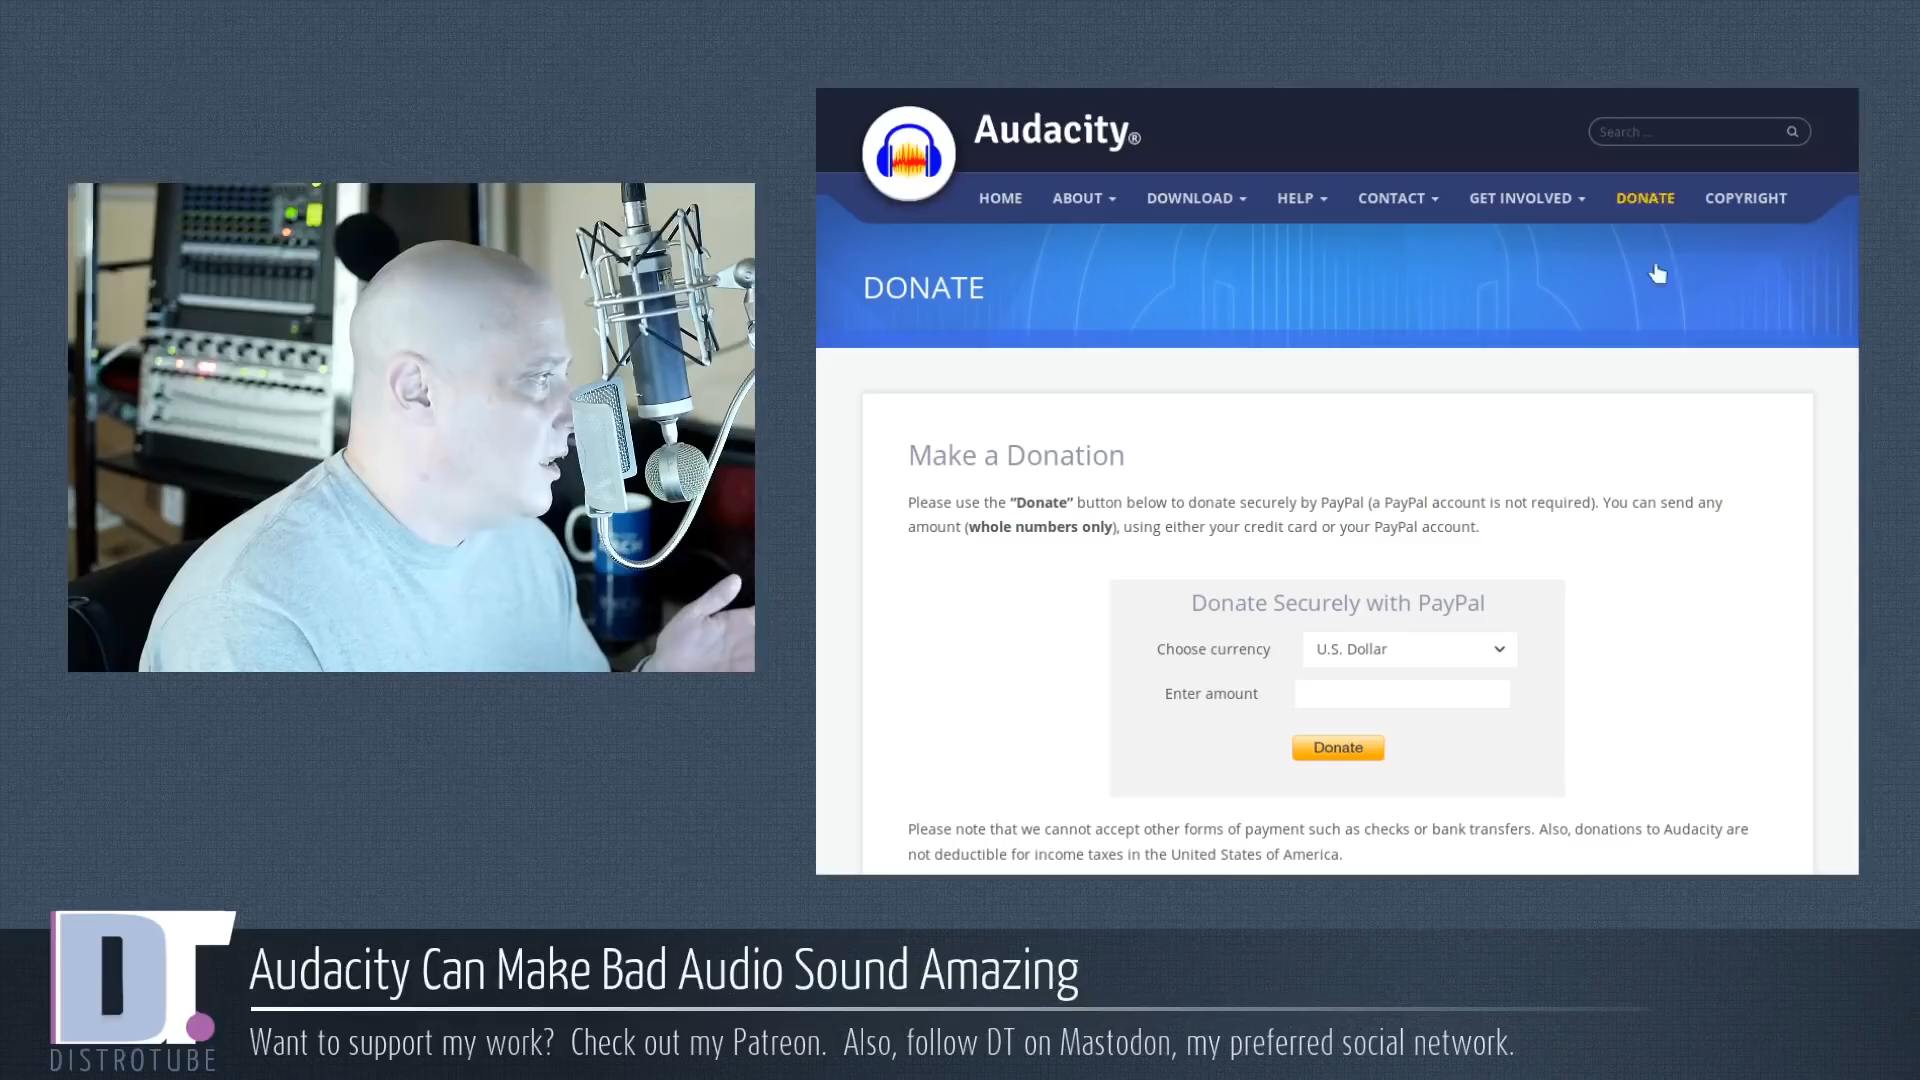 Audacity®
Search ...
HOME ABOUT DOWNLOAD HELP CONTACT GET INVOLVED DONATE COPYRIGHT
DONATE
Make a Donation
Please use the “Donate” button below to donate securely by PayPal (a PayPal account is not required). You can send any
amount (whole numbers only), using either your credit card or your PayPal account.
Donate Securely with PayPal
Choose currency U.S. Dollar
Enter amount
Donate
Please note that we cannot accept other forms of payment such as checks or bank transfers. Also, donations to Audacity are
not deductible for income taxes in the United States of America.
DT
DISTROTUBE
Audacity Can Make Bad Audio Sound Amazing
Want to support my work? Check out my Patreon. Also, follow DT on Mastodon, my preferred social network.